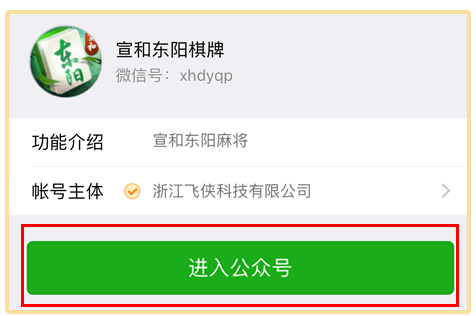 东阳
宣和
宣和东阳棋牌
微信号：xhdyqp
功能介绍 宣和东阳麻将
帐号主体 浙江飞侠科技有限公司
进入公众号